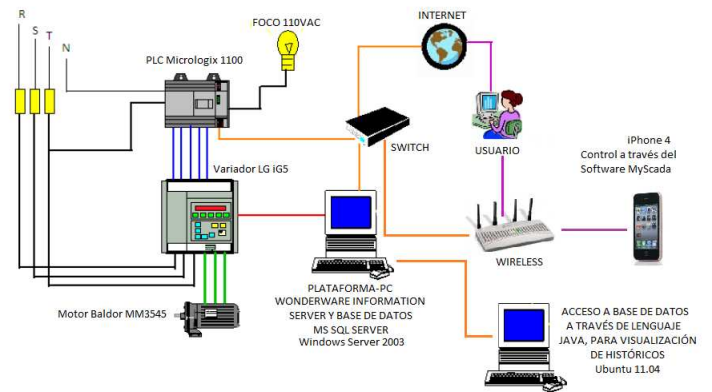 R
S
T
N
FOCO 110VAC
INTERNET
PLC Micrologix 1100
SWITCH
USUARIO
iPhone 4
Control a través del
Software MyScada
Variador LG iG5
WIRELESS
Motor Baldor MM3545
PLATAFORMA-PC
WONDERWARE INFORMATION
SERVER Y BASE DE DATOS
MS SQL SERVER
Windows Server 2003
ACCESO A BASE DE DATOS
A TRAVÉS DE LENGUAJE
JAVA, PARA VISUALIZACIÓN
DE HISTÓRICOS
Ubuntu 11.04